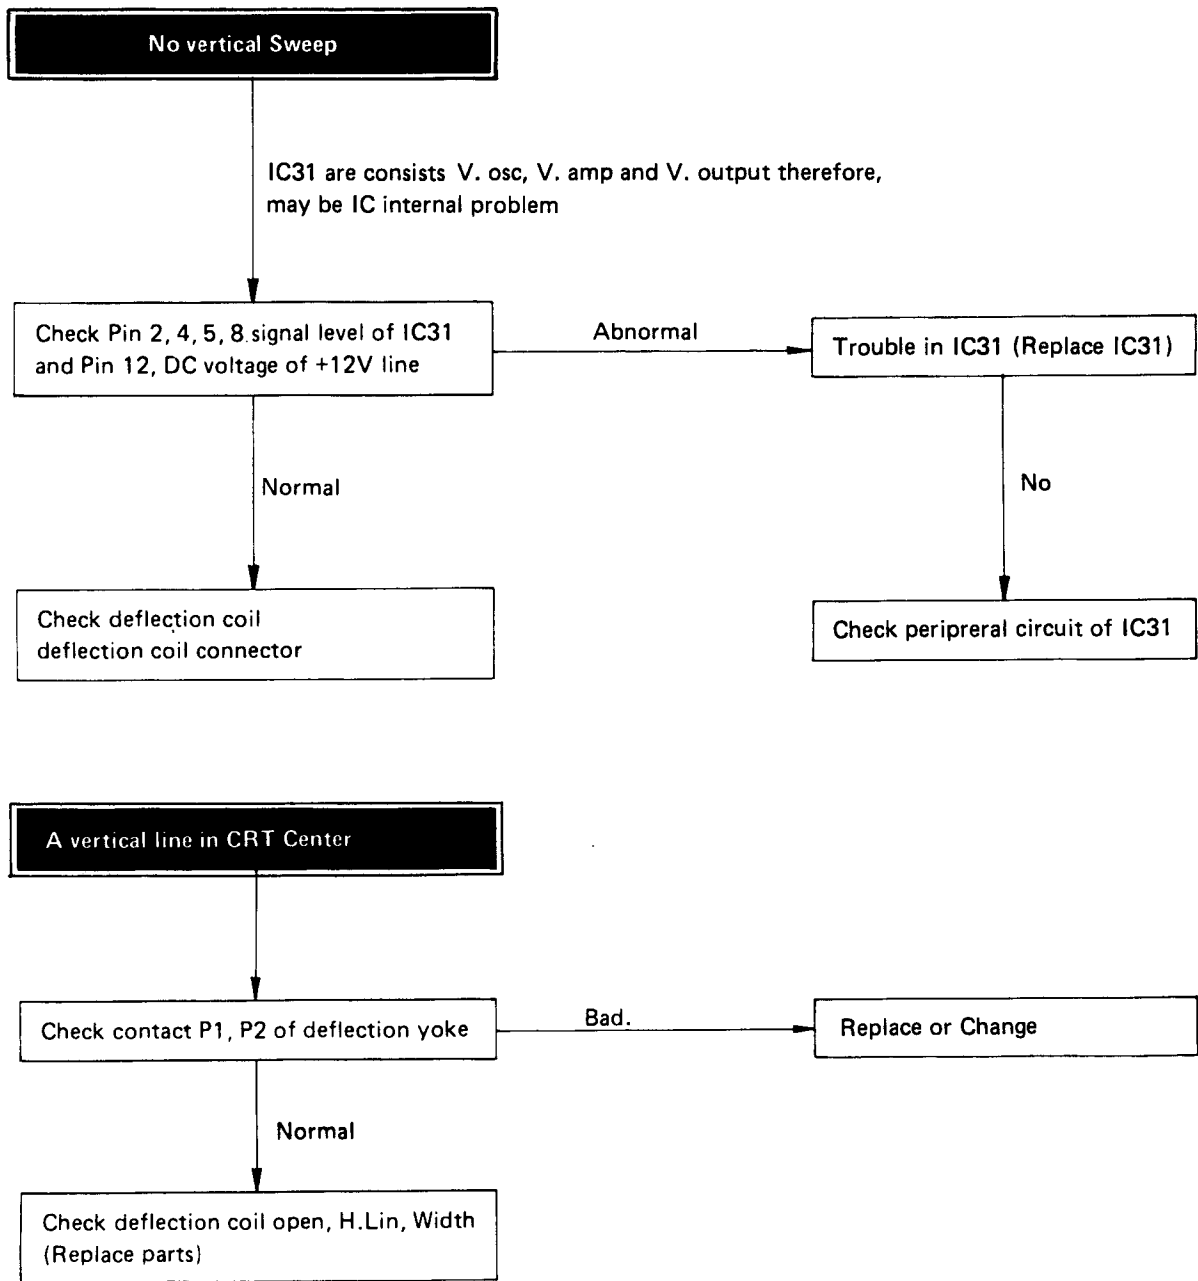 No vertical Sweep
IC31 are consists V. osc, V. amp and V. output therefore,
may be IC internal problem
Check Pin 2, 4, 5, 8 signal level of IC31
and Pin 12, DC voltage of +12V line
Abnormal
Trouble in IC31 (Replace IC31)
Normal
No
Check deflection coil
deflection coil connector
Check peripreral circuit of IC31
A vertical line in CRT Center
Check contact P1, P2 of deflection yoke
Bad.
Replace or Change
Normal
Check deflection coil open, H.Lin, Width
(Replace parts)